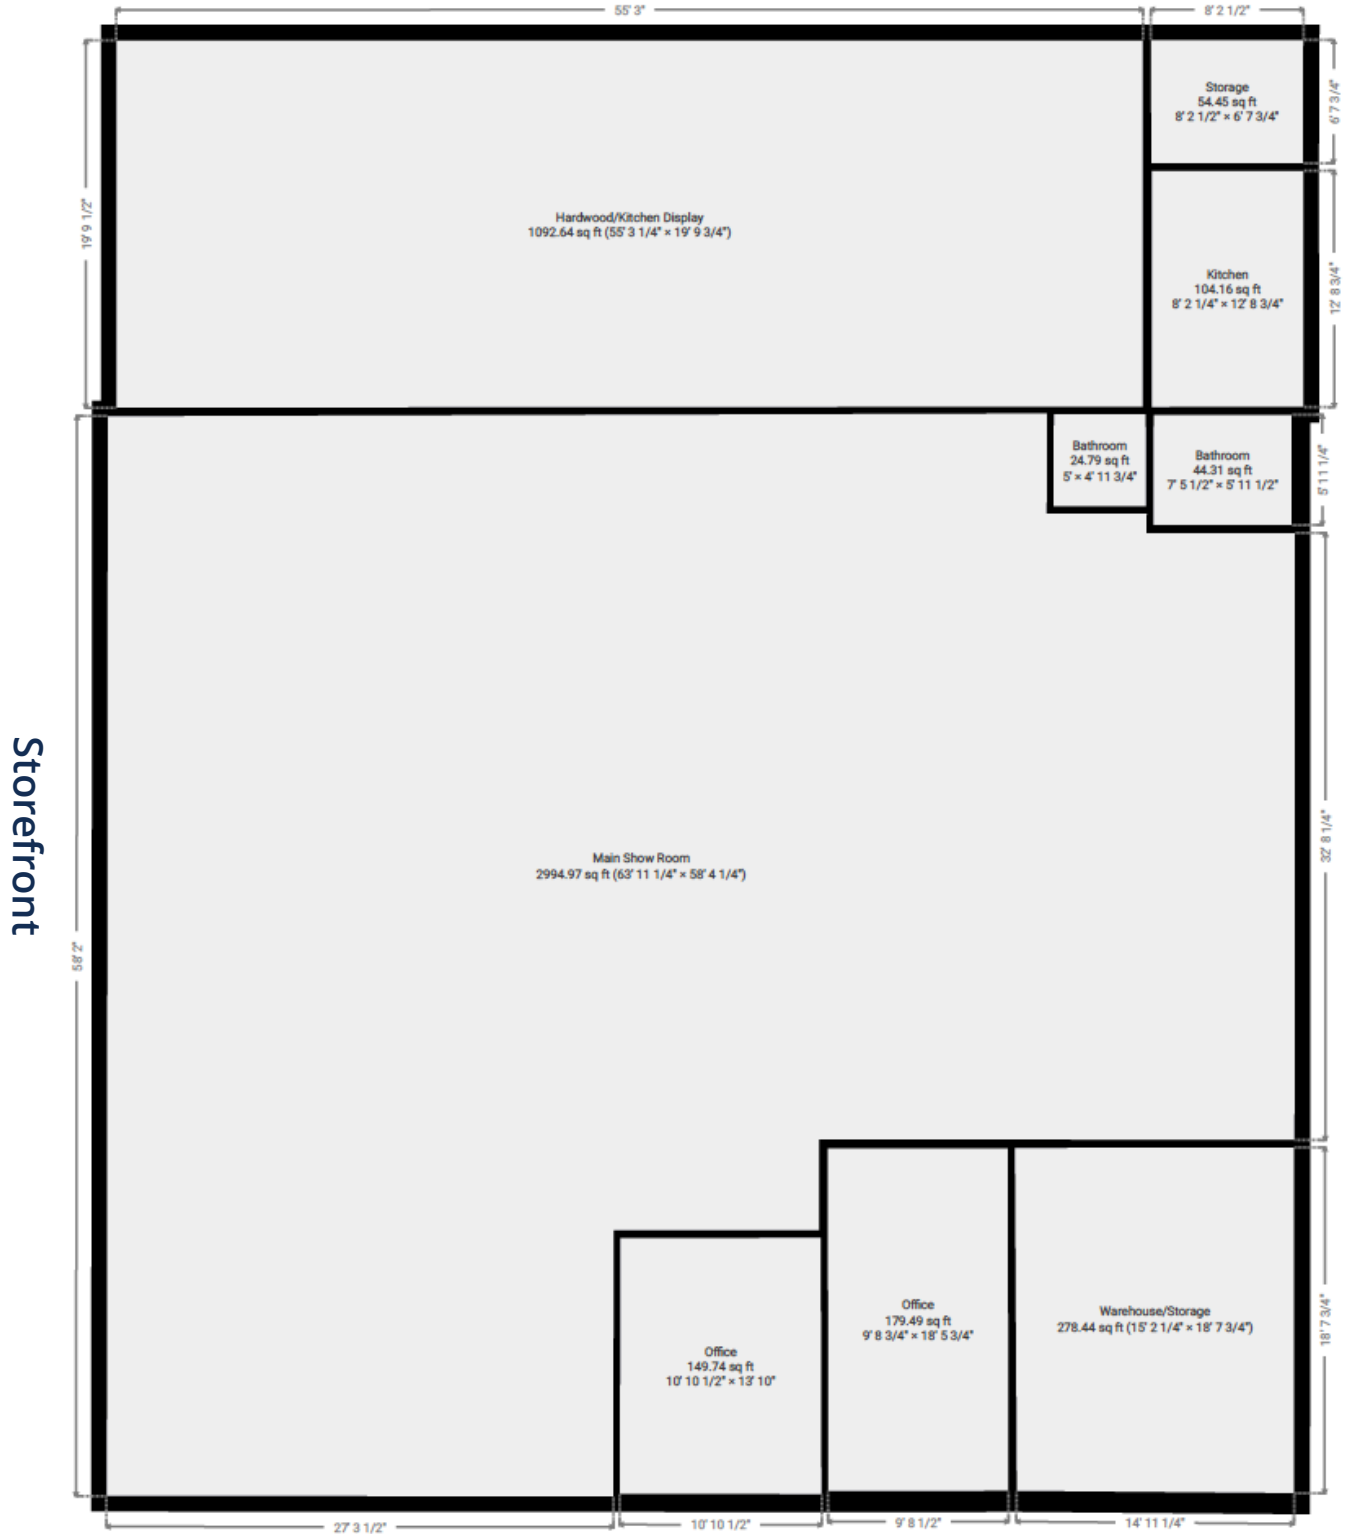 55' 3"
8' 2 1/2"
Storage
54.45 sq ft
8' 2 1/2" × 6' 7 3/4"
6' 7 3/4"
19' 9 1/2"
Hardwood/Kitchen Display
1092.64 sq ft (55' 3 1/4" × 19' 9 3/4")
Kitchen
104.16 sq ft
8' 2 1/4" × 12' 8 3/4"
12' 8 3/4"
Bathroom
24.79 sq ft
5' × 4' 11 3/4"
Bathroom
44.31 sq ft
7' 5 1/2" × 5' 11 1/2"
5' 11 1/4"
Storefront
58' 2"
Main Show Room
2994.97 sq ft (63' 11 1/4" × 58' 4 1/4")
32' 8 1/4"
Office
149.74 sq ft
10' 10 1/2" × 13' 10"
Office
179.49 sq ft
9' 8 3/4" × 18' 5 3/4"
Warehouse/Storage
278.44 sq ft (15' 2 1/4" × 18' 7 3/4")
18' 7 3/4"
27' 3 1/2"
10' 10 1/2"
9' 8 1/2"
14' 11 1/4"